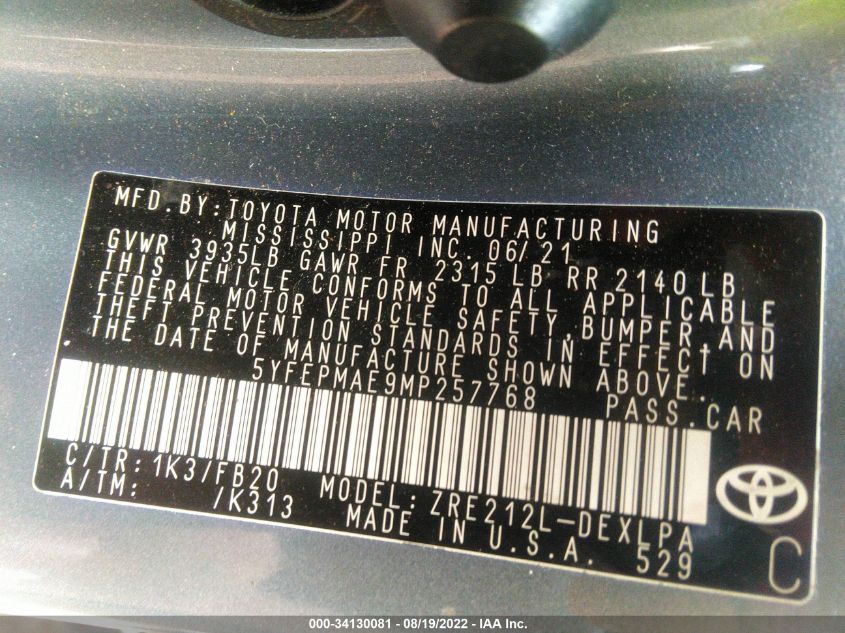 MFD.BY:TOYOTA MOTOR MANUFACTURING
MISSISSIPPI INC. 06/21
GVWR 3935LB GAWR FR 2315 LB RR 2140 LB
THIS VEHICLE CONFORMS TO ALL APPLICABLE
FEDERAL MOTOR VEHICLE SAFETY,BUMPER,AND
THEFT PREVENTION STANDARDS IN EFFECT ON
THE DATE OF MANUFACTURE SHOWN ABOVE.
5YFEPMAE9MP257768 PASS.CAR
C/TR: 1K3/FB20 MODEL: ZRE212L-DEXLPA
A/TM: /K313 MADE IN U.S.A. 529
C
000-34130081 - 08/19/2022 - IAA Inc.